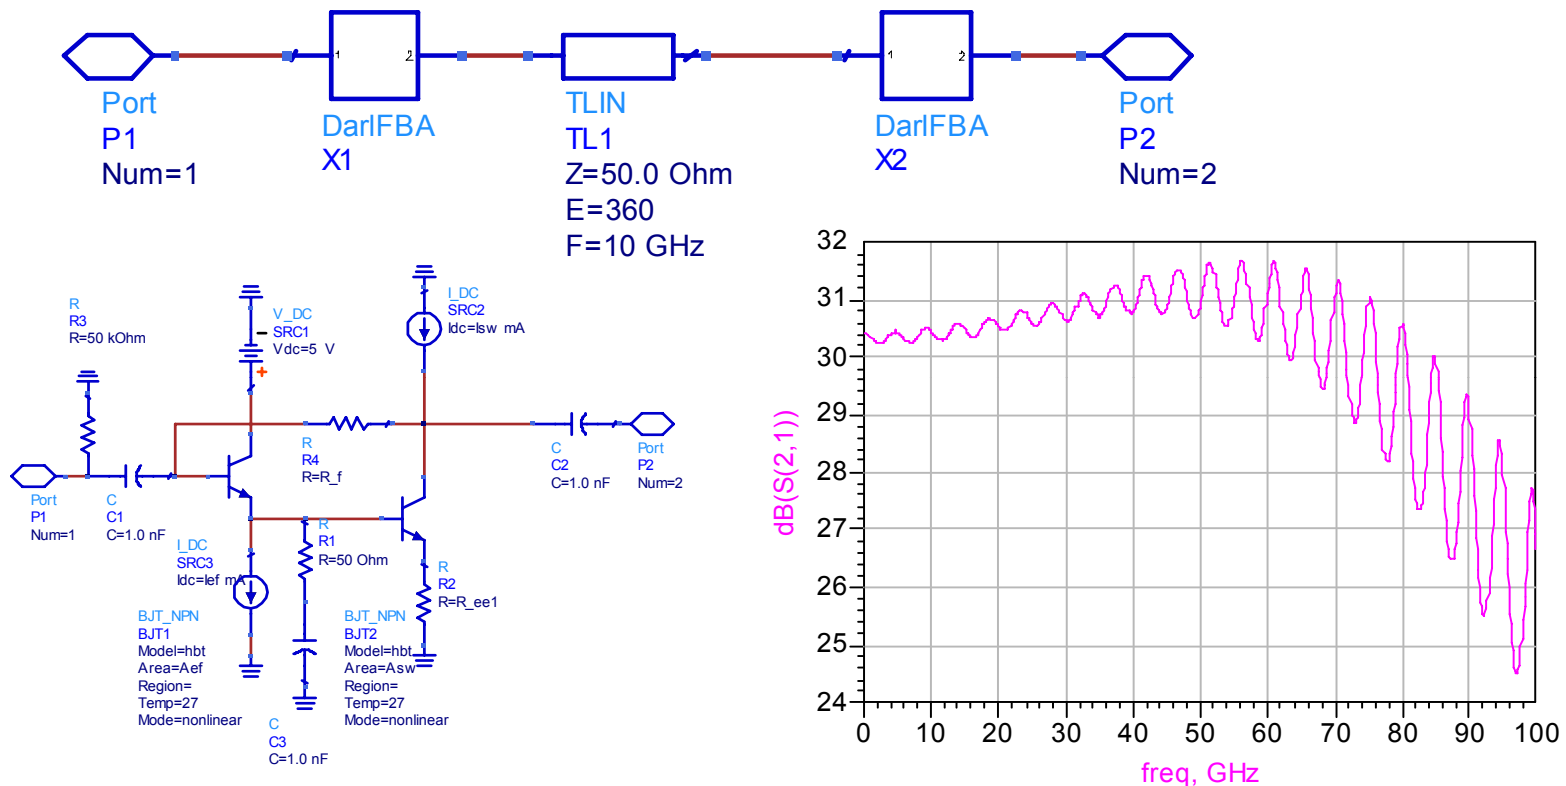 1
2
1
2
Port
P1
Num=1
DarlFBA
X1
TLIN
TL1
Z=50.0 Ohm
E=360
F=10 GHz
DarlFBA
X2
Port
P2
Num=2
R
R3
R=50 kOhm
V_DC
SRC1
Vdc=5 V
-
+
I_DC
SRC2
Idc=Isw mA
R
R4
R=R_f
C
C2
C=1.0 nF
Port
P2
Num=2
Port
P1
Num=1
C
C1
C=1.0 nF
I_DC
SRC3
Idc=Ief mA
R
R1
R=50 Ohm
R
R2
R=R_ee1
BJT_NPN
BJT1
Model=hbt
Area=Aef
Region=
Temp=27
Mode=nonlinear
BJT_NPN
BJT2
Model=hbt
Area=Asw
Region=
Temp=27
Mode=nonlinear
C
C3
C=1.0 nF
32
31
30
29
28
27
26
25
24
dB(S(2,1))
0 10 20 30 40 50 60 70 80 90 100
freq, GHz